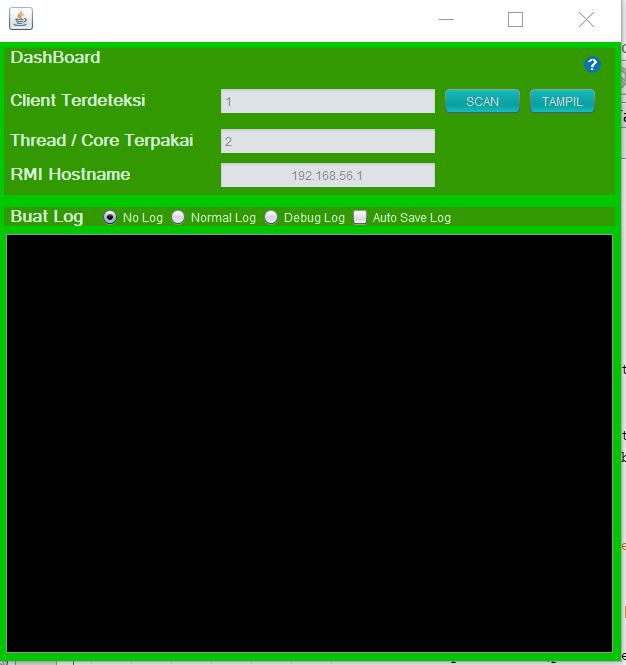 DashBoard
?
Client Terdeteksi 1 SCAN TAMPIL
Thread / Core Terpakai 2
RMI Hostname 192.168.56.1
Buat Log No Log Normal Log Debug Log Auto Save Log